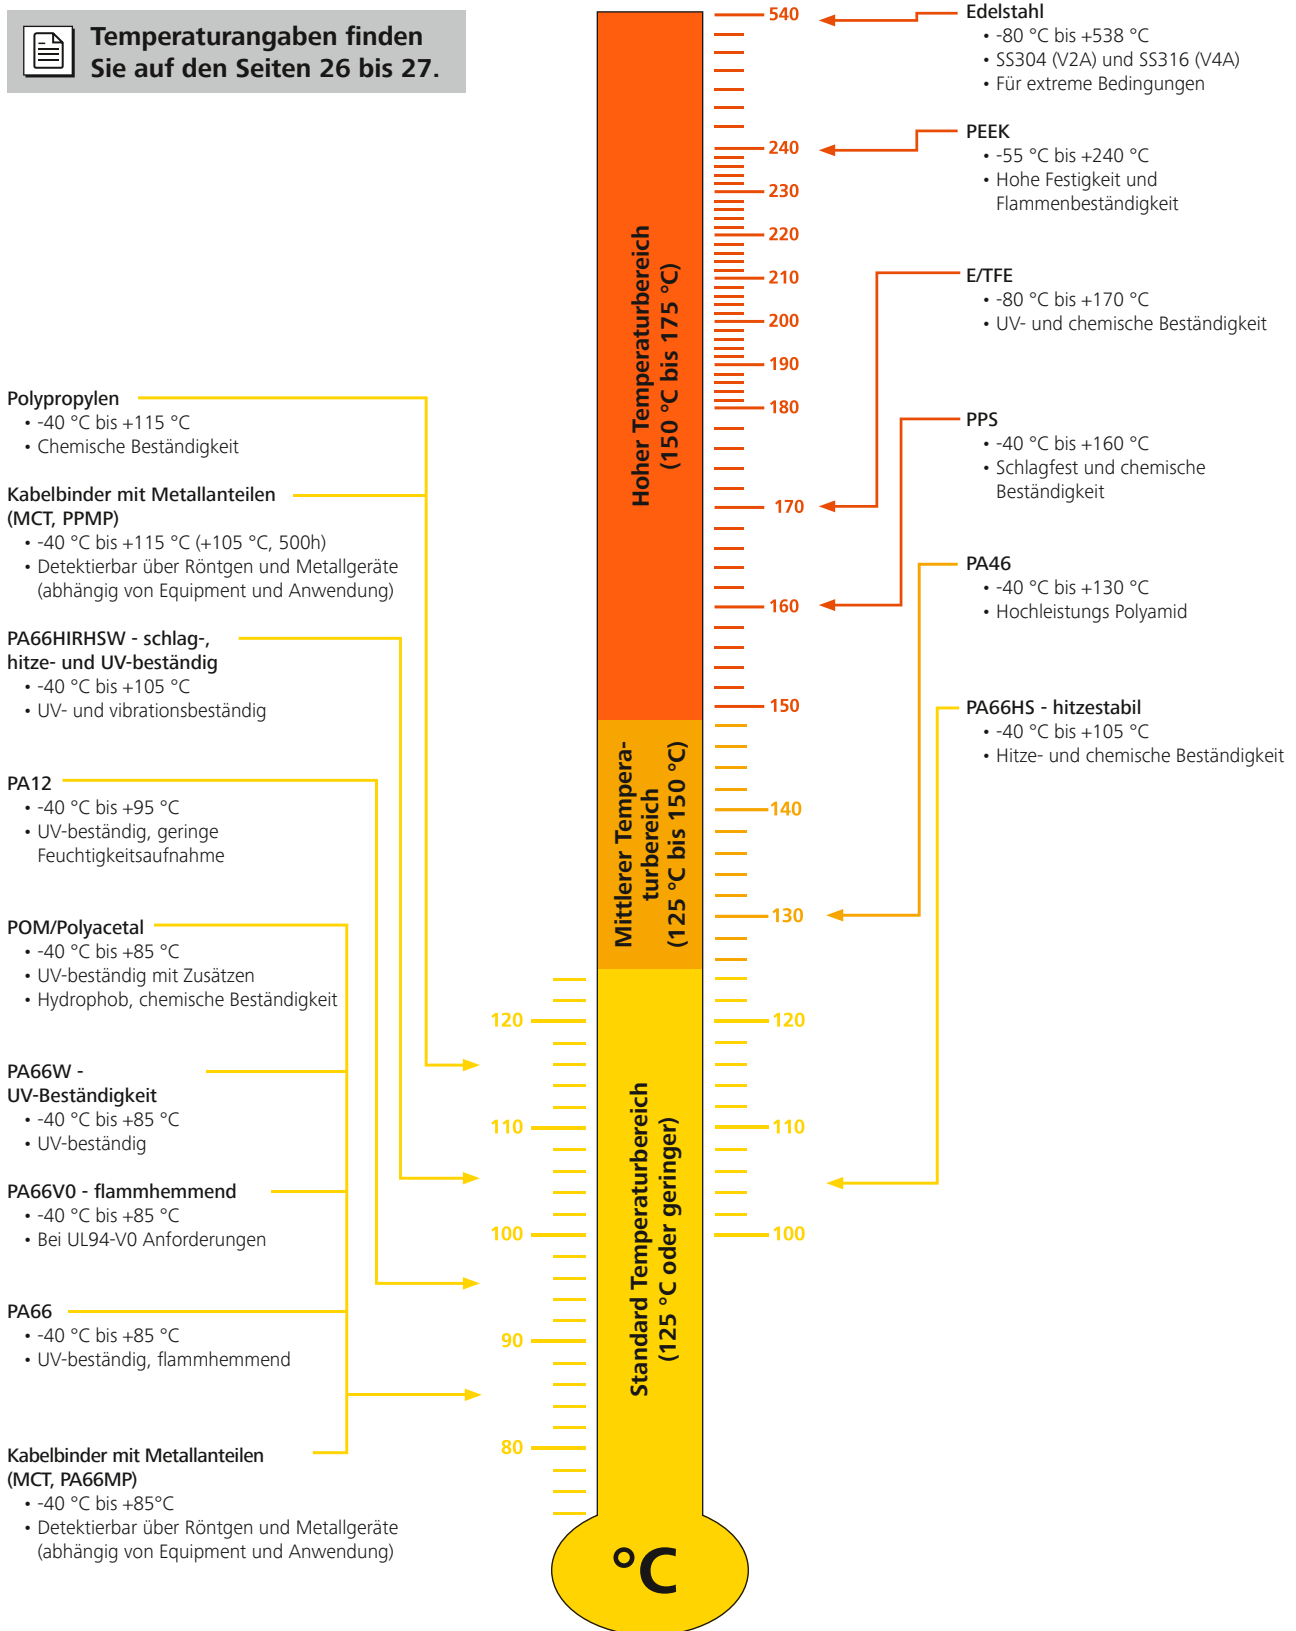 Temperaturangaben finden
Sie auf den Seiten 26 bis 27.
Polypropylen
• -40 °C bis +115 °C
• Chemische Beständigkeit
Kabelbinder mit Metallanteilen
(MCT, PPMP)
• -40 °C bis +115 °C (+105 °C, 500h)
• Detektierbar über Röntgen und Metallgeräte
(abhängig von Equipment und Anwendung)
PA66HIRHSW - schlag-,
hitze- und UV-beständig
• -40 °C bis +105 °C
• UV- und vibrationsbeständig
PA12
• -40 °C bis +95 °C
• UV-beständig, geringe
Feuchtigkeitsaufnahme
POM/Polyacetal
• -40 °C bis +85 °C
• UV-beständig mit Zusätzen
• Hydrophob, chemische Beständigkeit
PA66W -
UV-Beständigkeit
• -40 °C bis +85 °C
• UV-beständig
PA66V0 - flammhemmend
• -40 °C bis +85 °C
• Bei UL94-V0 Anforderungen
PA66
• -40 °C bis +85 °C
• UV-beständig, flammhemmend
Kabelbinder mit Metallanteilen
(MCT, PA66MP)
• -40 °C bis +85°C
• Detektierbar über Röntgen und Metallgeräte
(abhängig von Equipment und Anwendung)
120
110
100
90
80
Hoher Temperaturbereich
(150 °C bis 175 °C)
Mittlerer Tempera-
turbereich
(125 °C bis 150 °C)
Standard Temperaturbereich
(125 °C oder geringer)
°C
540
240
230
220
210
200
190
180
170
160
150
140
130
120
110
100
Edelstahl
• -80 °C bis +538 °C
• SS304 (V2A) und SS316 (V4A)
• Für extreme Bedingungen
PEEK
• -55 °C bis +240 °C
• Hohe Festigkeit und
Flammenbeständigkeit
E/TFE
• -80 °C bis +170 °C
• UV- und chemische Beständigkeit
PPS
• -40 °C bis +160 °C
• Schlagfest und chemische
Beständigkeit
PA46
• -40 °C bis +130 °C
• Hochleistungs Polyamid
PA66HS - hitzestabil
• -40 °C bis +105 °C
• Hitze- und chemische Beständigkeit